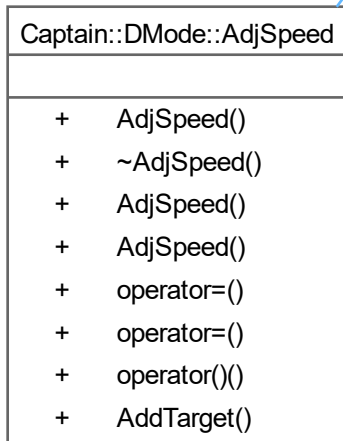 Captain::DMode::AdjSpeed
+ AdjSpeed()
+ ~AdjSpeed()
+ AdjSpeed()
+ AdjSpeed()
+ operator=()
+ operator=()
+ operator()()
+ AddTarget()